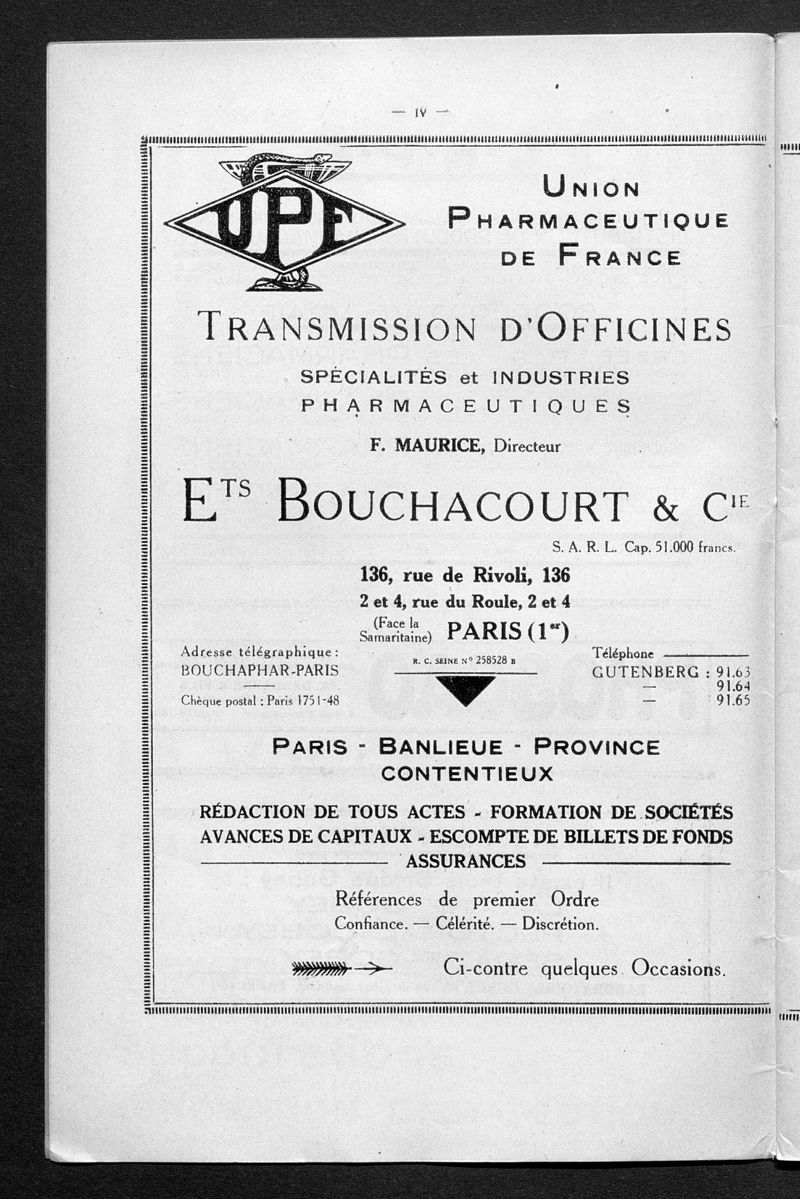 — IV —
UPF
UNION
PHARMACEUTIQUE
DE FRANCE
TRANSMISSION D'OFFICINES
SPÉCIALITÉS et INDUSTRIES
PHARMACEUTIQUES
F. MAURICE, Directeur
ETS BOUCHACOURT & CIE
S. A. R. L. Cap. 51.000 francs.
136, rue de Rivoli, 136
2 et 4, rue du Roule, 2 et 4
(Face la
Samaritaine) PARIS (1er)
Adresse télégraphique :
BOUCHAPHAR-PARIS
Chèque postal : Paris 1751-48
R. C. SEINE N° 258528 B
Téléphone
GUTENBERG : 91.63
— 91.64
— 91.65
PARIS - BANLIEUE - PROVINCE
CONTENTIEUX
RÉDACTION DE TOUS ACTES - FORMATION DE SOCIÉTÉS
AVANCES DE CAPITAUX - ESCOMPTE DE BILLETS DE FONDS
ASSURANCES
Références de premier Ordre
Confiance. — Célérité. — Discrétion.
Ci-contre quelques Occasions.